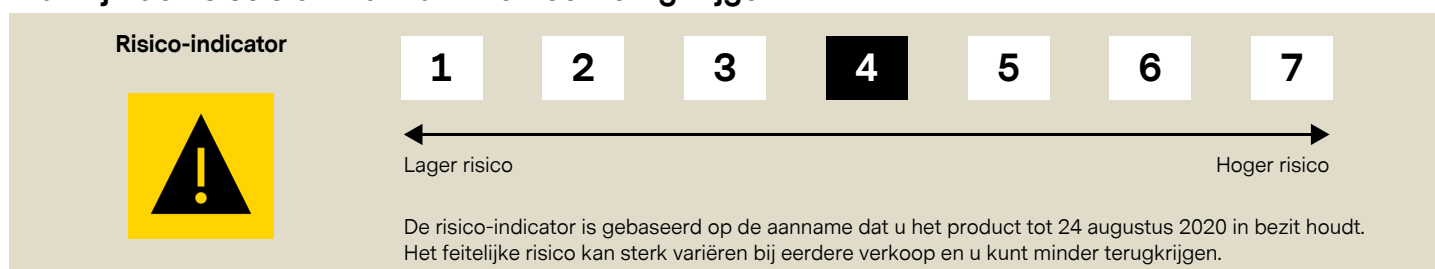 Risico-indicator
1 2 3 4 5 6 7
Lager risico Hoger risico
De risico-indicator is gebaseerd op de aanname dat u het product tot 24 augustus 2020 in bezit houdt.
Het feitelijke risico kan sterk variëren bij eerdere verkoop en u kunt minder terugkrijgen.